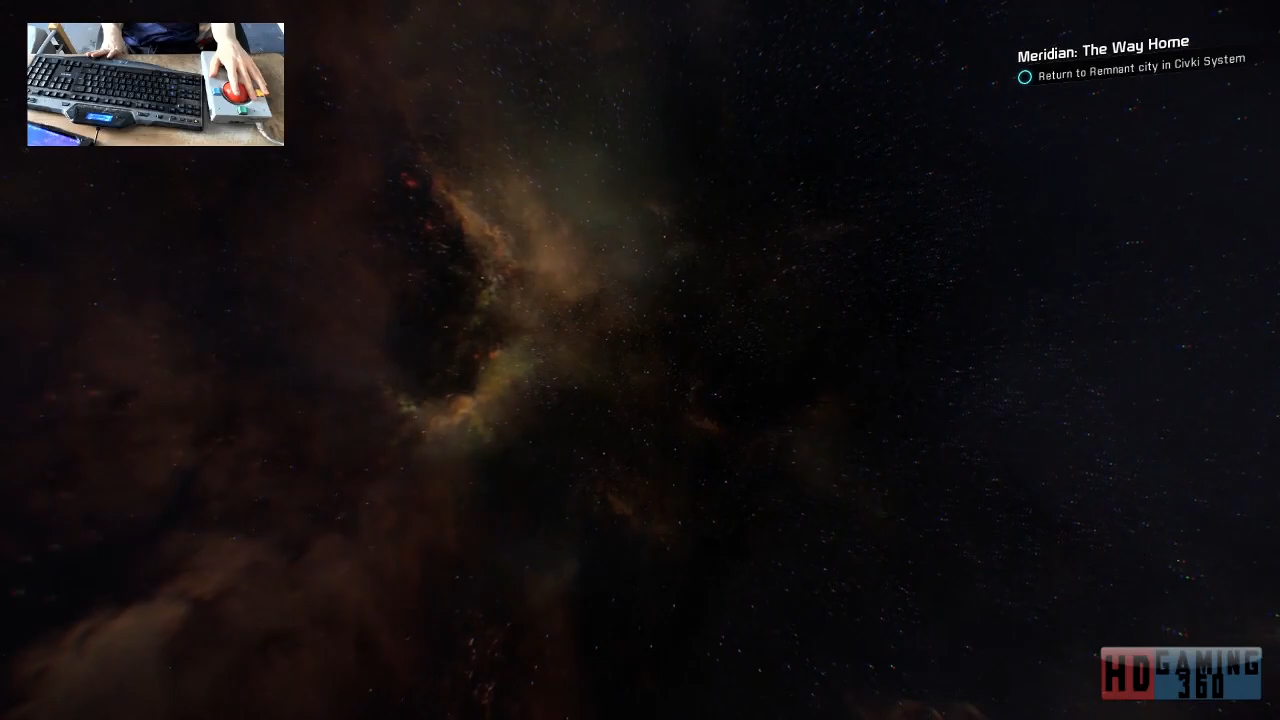 Meridian: The Way Home
Return to Remnant city in Civki System
HD GAMING
360